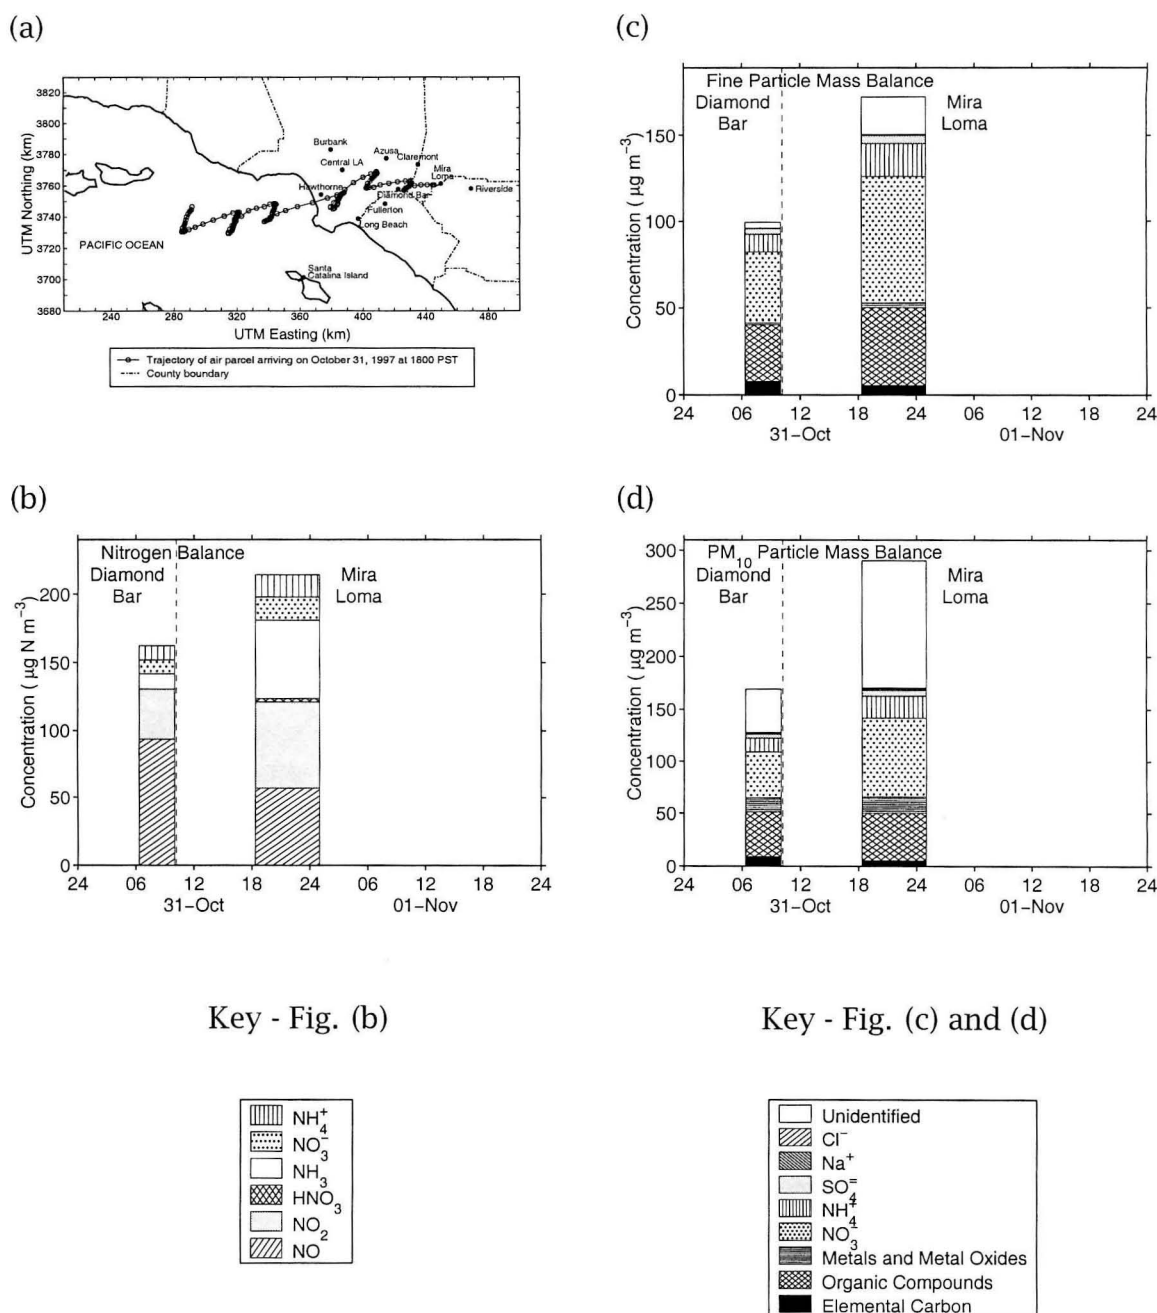 (a)
3820
3800
3780
3760
3740
3720
3700
3680
UTM Northing (km)
Burbank
Azusa
Central LA
Claremont
Mira
Loma
Hawthorne
Riverside
Diamond Bar
Fullerton
Long Beach
PACIFIC OCEAN
Santa
Catalina Island
240 280 320 360 400 440 480
UTM Easting (km)
Trajectory of air parcel arriving on October 31, 1997 at 1800 PST
County boundary
(c)
Fine Particle Mass Balance
Diamond
Bar
Mira
Loma
150
100
50
0
Concentration ( μg m⁻³)
24 06 12 18 24 06 12 18 24
31-Oct 01-Nov
(b)
Nitrogen Balance
Diamond
Bar
Mira
Loma
200
150
100
50
0
Concentration ( μg N m⁻³)
24 06 12 18 24 06 12 18 24
31-Oct 01-Nov
(d)
PM₁₀ Particle Mass Balance
Diamond
Bar
Mira
Loma
300
250
200
150
100
50
0
Concentration ( μg m⁻³)
24 06 12 18 24 06 12 18 24
31-Oct 01-Nov
Key - Fig. (b)
NH₄⁺
NO₃⁻
NH₃
HNO₃
NO₂
NO
Key - Fig. (c) and (d)
Unidentified
Cl⁻
Na⁺
SO₄⁼
NH₄⁺
NO₃⁻
Metals and Metal Oxides
Organic Compounds
Elemental Carbon